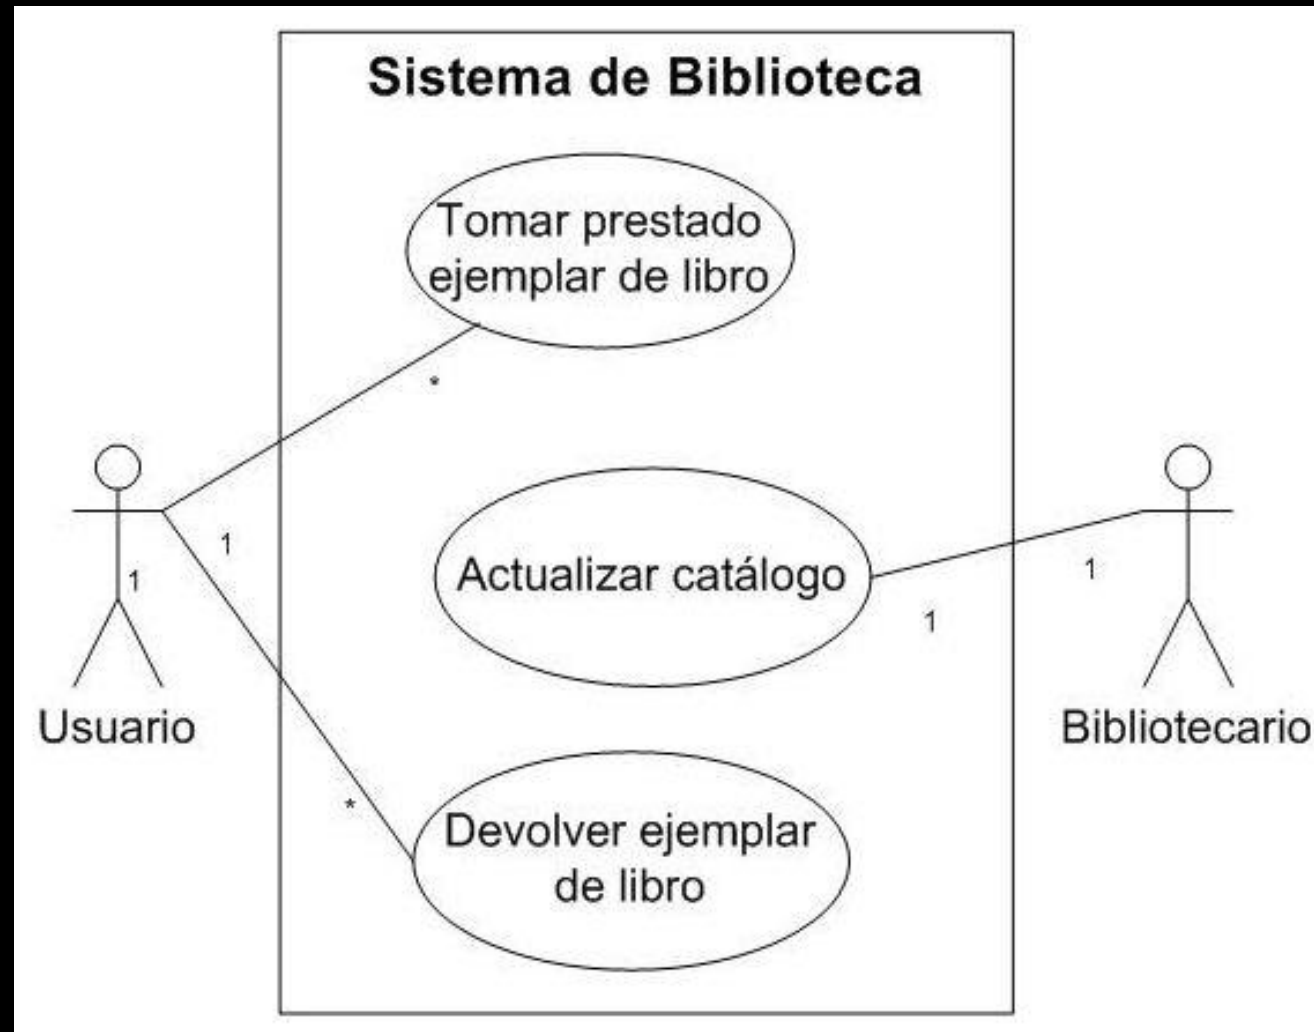 Sistema de Biblioteca
Tomar prestado
ejemplar de libro
*
1
1
Usuario
Actualizar catálogo
1
1
Bibliotecario
*
Devolver ejemplar
de libro